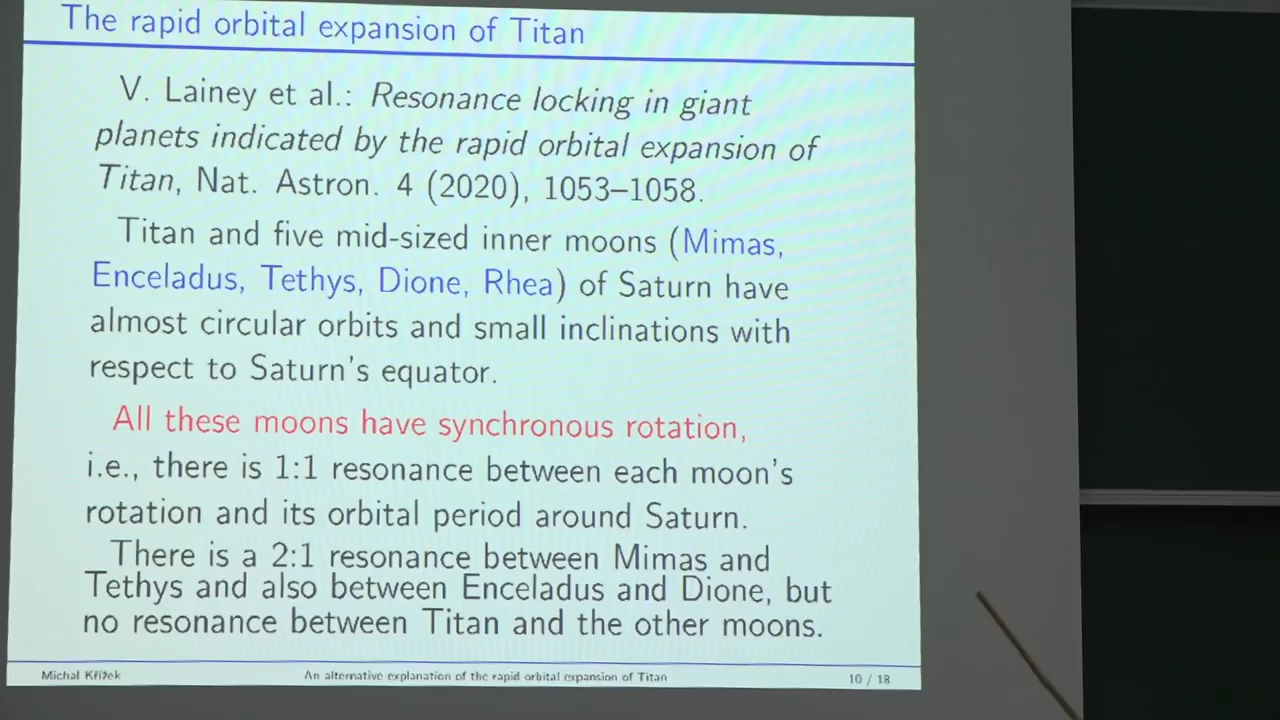 The rapid orbital expansion of Titan
V. Lainey et al.: Resonance locking in giant
planets indicated by the rapid orbital expansion of
Titan, Nat. Astron. 4 (2020), 1053–1058.
Titan and five mid-sized inner moons (Mimas,
Enceladus, Tethys, Dione, Rhea) of Saturn have
almost circular orbits and small inclinations with
respect to Saturn's equator.
All these moons have synchronous rotation,
i.e., there is 1:1 resonance between each moon's
rotation and its orbital period around Saturn.
There is a 2:1 resonance between Mimas and
Tethys and also between Enceladus and Dione, but
no resonance between Titan and the other moons.
Michal Křížek An alternative explanation of the rapid orbital expansion of Titan 10 / 18